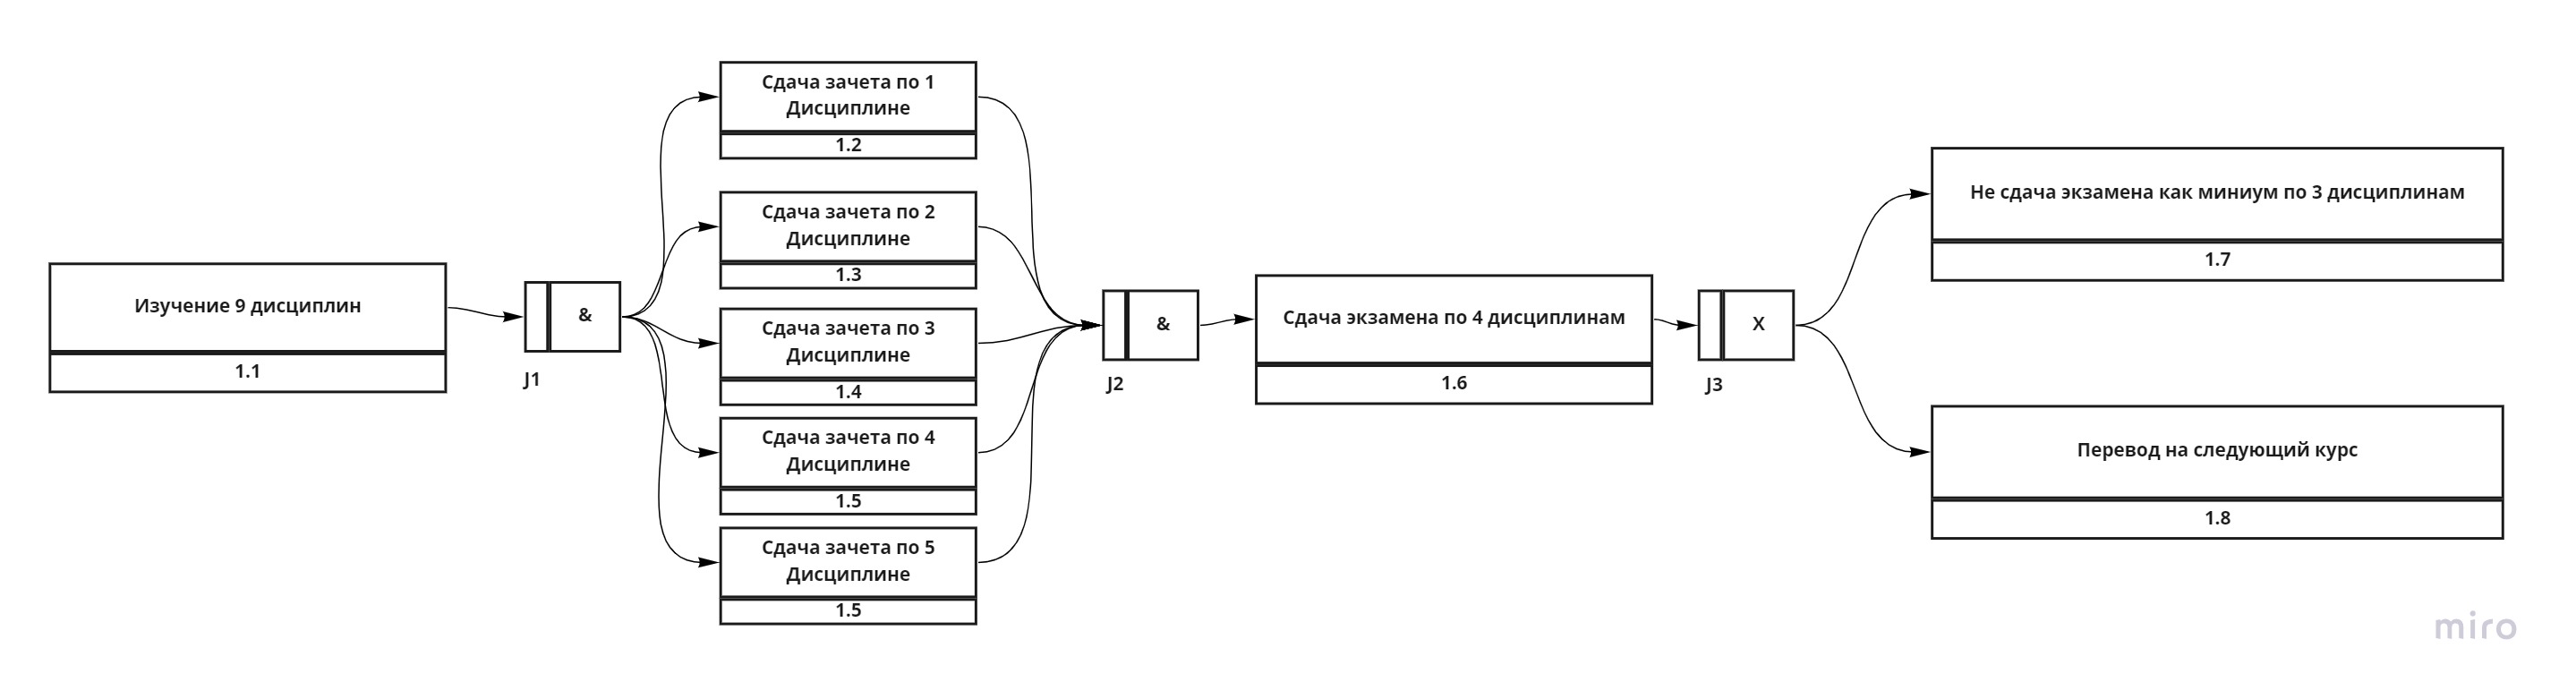 Изучение 9 дисциплин
1.1
&
J1
Сдача зачета по 1
Дисциплине
1.2
Сдача зачета по 2
Дисциплине
1.3
Сдача зачета по 3
Дисциплине
1.4
Сдача зачета по 4
Дисциплине
1.5
Сдача зачета по 5
Дисциплине
1.5
&
J2
Сдача экзамена по 4 дисциплинам
1.6
X
J3
Не сдача экзамена как миниум по 3 дисциплинам
1.7
Перевод на следующий курс
1.8
miro